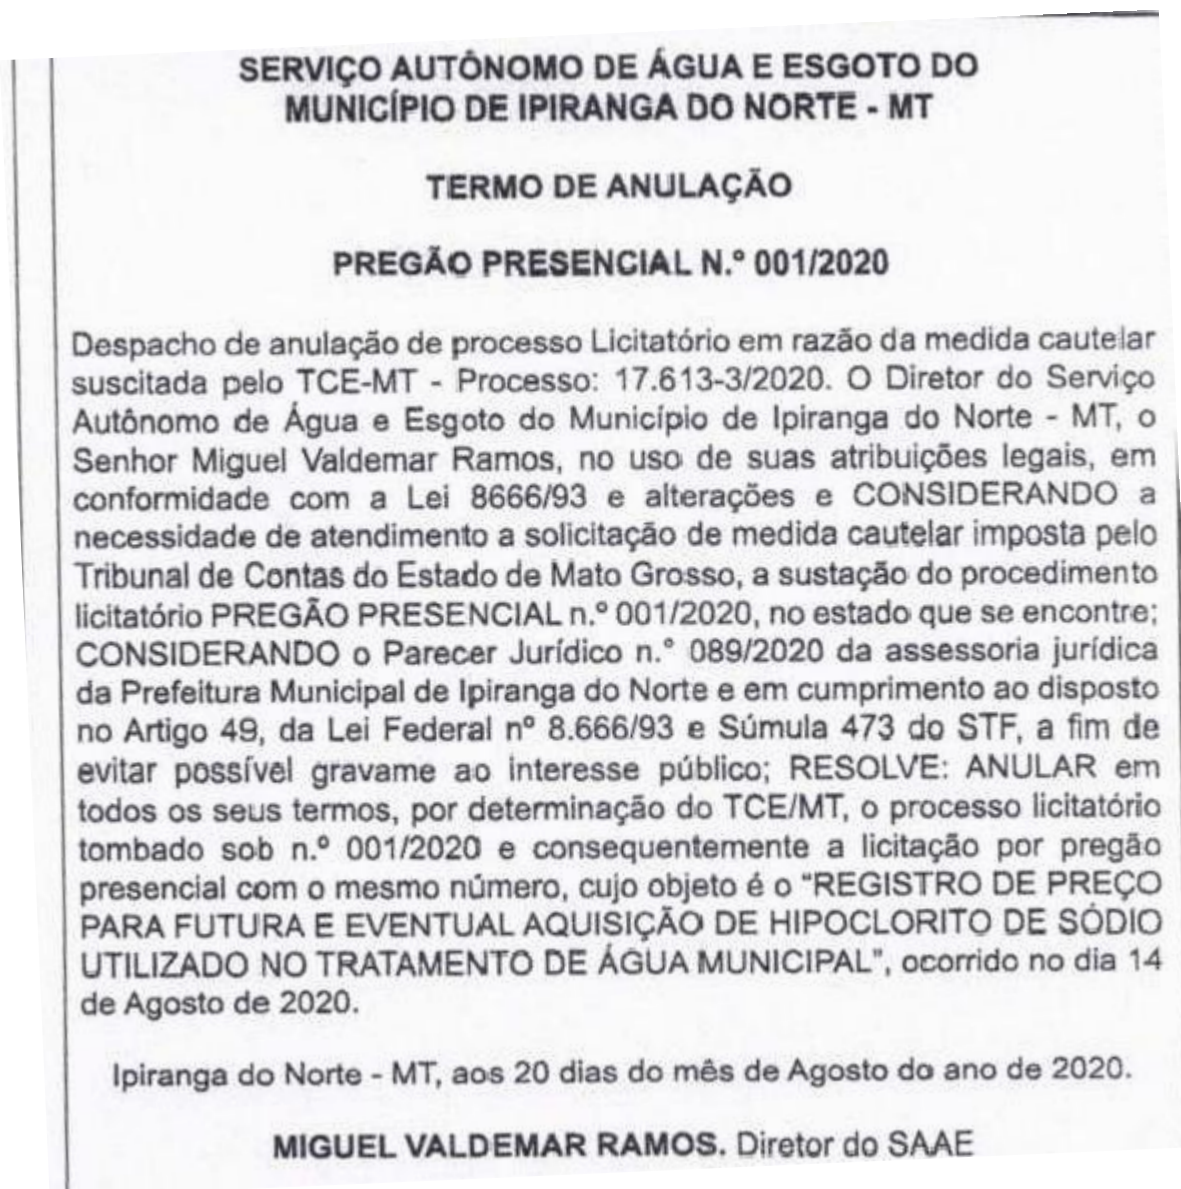 SERVIÇO AUTÔNOMO DE ÁGUA E ESGOTO DO
MUNICÍPIO DE IPIRANGA DO NORTE - MT
TERMO DE ANULAÇÃO
PREGÃO PRESENCIAL N.º 001/2020
Despacho de anulação de processo Licitatório em razão da medida cautelar
suscitada pelo TCE-MT - Processo: 17.613-3/2020. O Diretor do Serviço
Autônomo de Água e Esgoto do Município de Ipiranga do Norte - MT, o
Senhor Miguel Valdemar Ramos, no uso de suas atribuições legais, em
conformidade com a Lei 8666/93 e alterações e CONSIDERANDO a
necessidade de atendimento a solicitação de medida cautelar imposta pelo
Tribunal de Contas do Estado de Mato Grosso, a sustação do procedimento
licitatório PREGÃO PRESENCIAL n.º 001/2020, no estado que se encontre;
CONSIDERANDO o Parecer Jurídico n.º 089/2020 da assessoria jurídica
da Prefeitura Municipal de Ipiranga do Norte e em cumprimento ao disposto
no Artigo 49, da Lei Federal nº 8.666/93 e Súmula 473 do STF, a fim de
evitar possível gravame ao interesse público; RESOLVE: ANULAR em
todos os seus termos, por determinação do TCE/MT, o processo licitatório
tombado sob n.º 001/2020 e consequentemente a licitação por pregão
presencial com o mesmo número, cujo objeto é o "REGISTRO DE PREÇO
PARA FUTURA E EVENTUAL AQUISIÇÃO DE HIPOCLORITO DE SÓDIO
UTILIZADO NO TRATAMENTO DE ÁGUA MUNICIPAL", ocorrido no dia 14
de Agosto de 2020.
Ipiranga do Norte - MT, aos 20 dias do mês de Agosto do ano de 2020.
MIGUEL VALDEMAR RAMOS. Diretor do SAAE